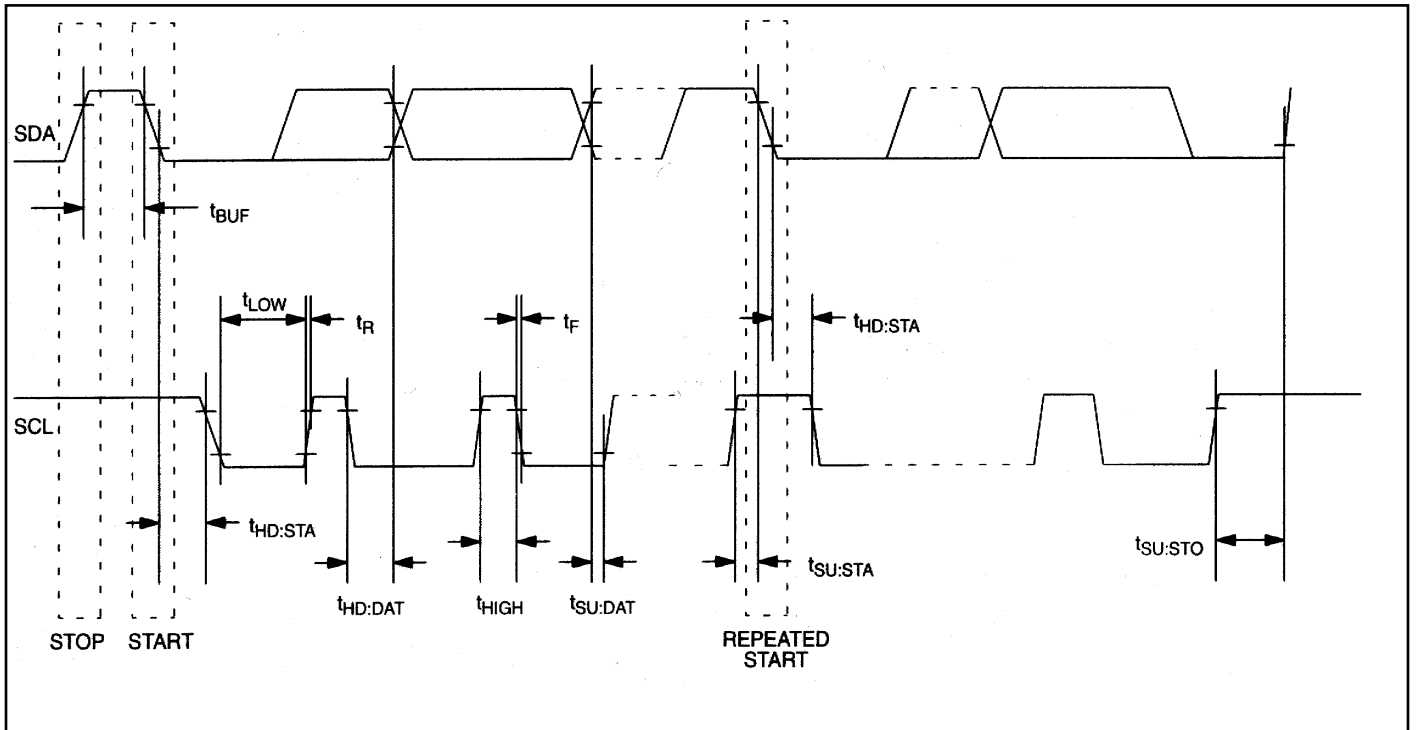 SDA
tBUF
tLOW
tR
tF
tHD:STA
SCL
tHD:STA
tHD:DAT
tHIGH
tSU:DAT
tSU:STA
tSU:STO
STOP
START
REPEATED
START